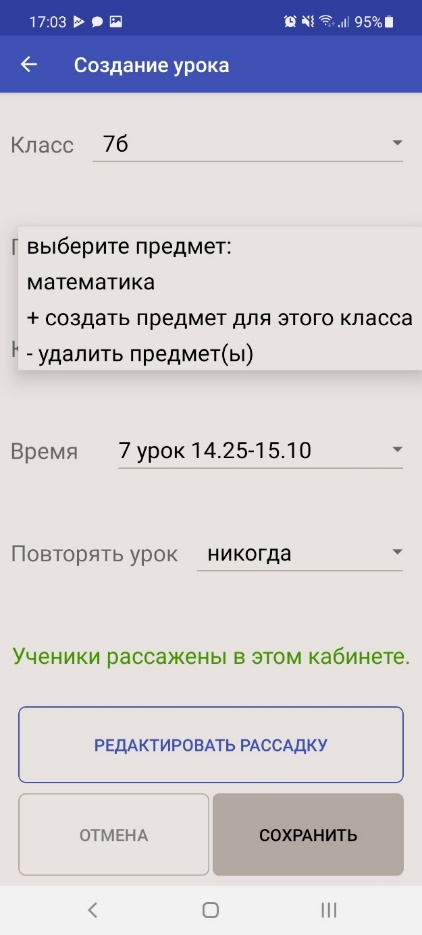 17:03 95%
Создание урока
Класс 7б
выберите предмет:
математика
+ создать предмет для этого класса
- удалить предмет(ы)
Время 7 урок 14.25-15.10
Повторять урок никогда
Ученики рассажены в этом кабинете.
РЕДАКТИРОВАТЬ РАССАДКУ
ОТМЕНА СОХРАНИТЬ